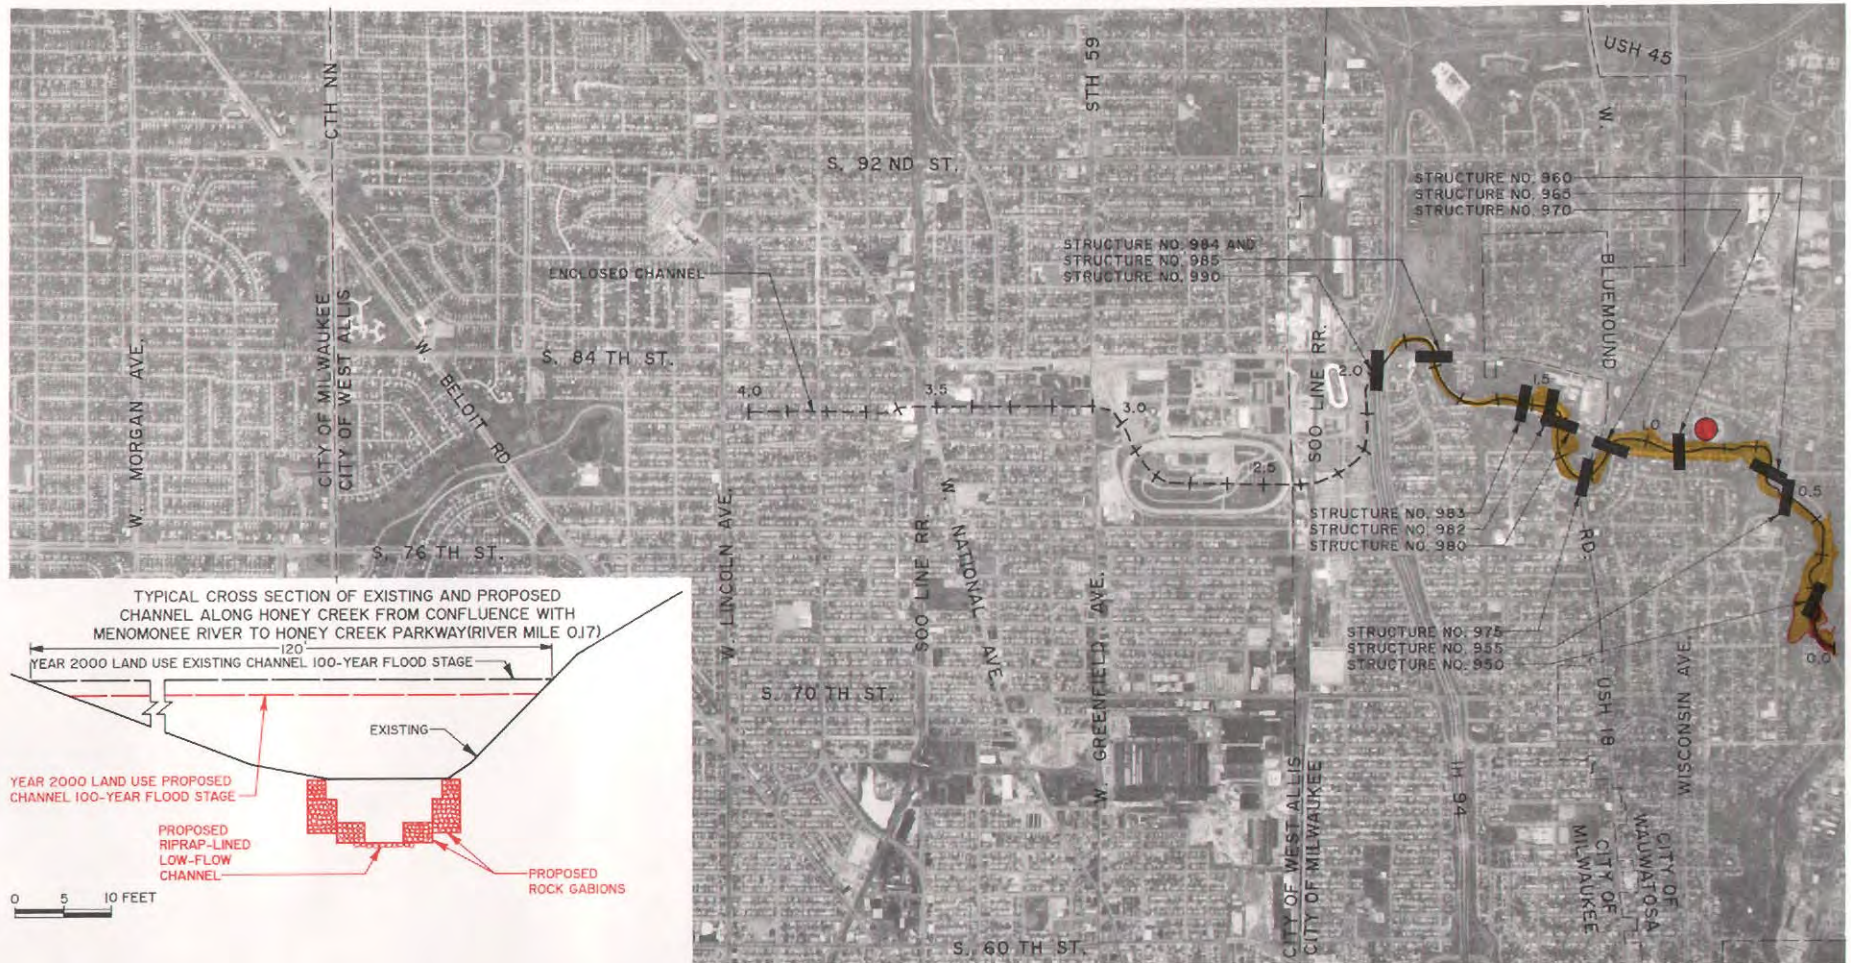 USH 45
STH 59
CTH NN
W.
S. 92 ND ST.
STRUCTURE NO. 960
STRUCTURE NO. 965
STRUCTURE NO. 970
STRUCTURE NO. 984 AND
STRUCTURE NO. 985
STRUCTURE NO. 990
ENCLOSED CHANNEL
BLUEMOUND
CITY OF MILWAUKEE
CITY OF WEST ALLIS
W. MORGAN AVE.
S. 84 TH ST.
W. BELOIT RD
SOO LINE RR.
4.0
3.5
3.0
2.5
2.0
1.5
1.0
0.5
0.0
STRUCTURE NO. 983
STRUCTURE NO. 982
STRUCTURE NO. 980
RD.
S. 76 TH ST.
W. LINCOLN AVE.
SOO LINE RR
W. NATIONAL AVE
W. GREENFIELD AVE.
STRUCTURE NO. 975
STRUCTURE NO. 955
STRUCTURE NO. 950
USH 18
WISCONSIN AVE
S. 70 TH ST.
IH 94
CITY OF WEST ALLIS
CITY OF MILWAUKEE
CITY OF
WAUWATOSA
CITY OF
MILWAUKEE
S. 60 TH ST.
TYPICAL CROSS SECTION OF EXISTING AND PROPOSED
CHANNEL ALONG HONEY CREEK FROM CONFLUENCE WITH
MENOMONEE RIVER TO HONEY CREEK PARKWAY(RIVER MILE 0.17)
120'
YEAR 2000 LAND USE EXISTING CHANNEL 100-YEAR FLOOD STAGE
EXISTING
YEAR 2000 LAND USE PROPOSED
CHANNEL 100-YEAR FLOOD STAGE
PROPOSED
RIPRAP-LINED
LOW-FLOW
CHANNEL
PROPOSED
ROCK GABIONS
0 5 10 FEET